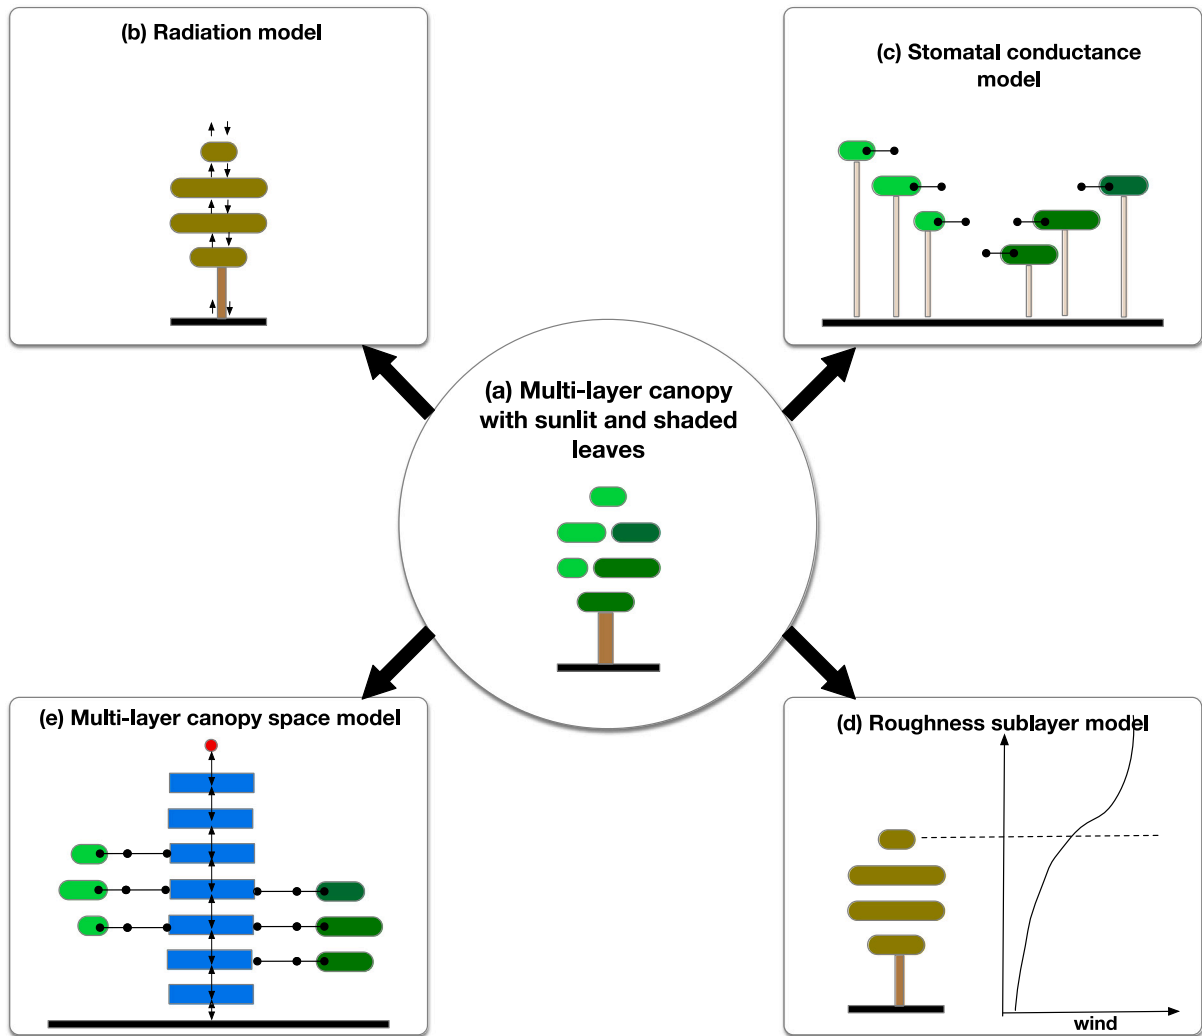 (b) Radiation model
(c) Stomatal conductance
model
(a) Multi-layer canopy
with sunlit and shaded
leaves
(e) Multi-layer canopy space model
(d) Roughness sublayer model
wind